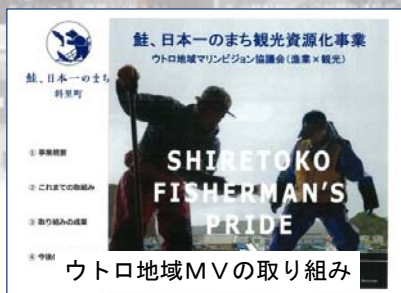 鮭、日本一のまち観光資源化事業
ウトロ地域マリンビジョン協議会（漁業×観光）
鮭、日本一のまち
斜里町
① 事業概要
② これまでの取組み
③ 取り組みの成果
④ 今後
SHIRETOKO
FISHERMAN'S
PRIDE
ウトロ地域ＭＶの取り組み